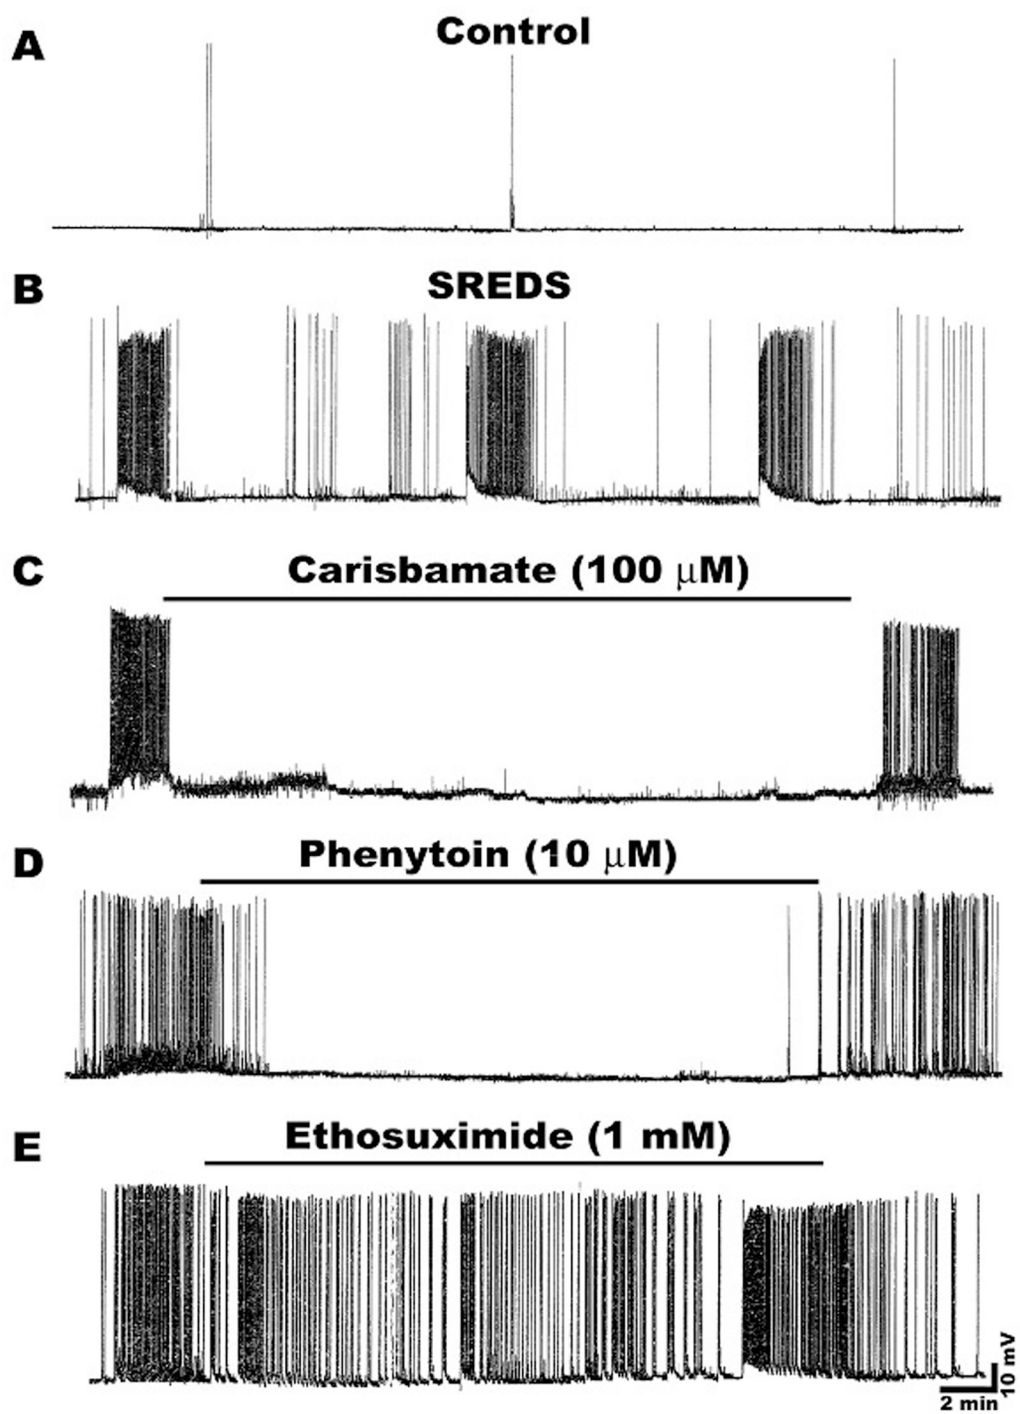 A
Control
B
SREDS
C
Carisbamate (100 μM)
D
Phenytoin (10 μM)
E
Ethosuximide (1 mM)
10 mV
2 min